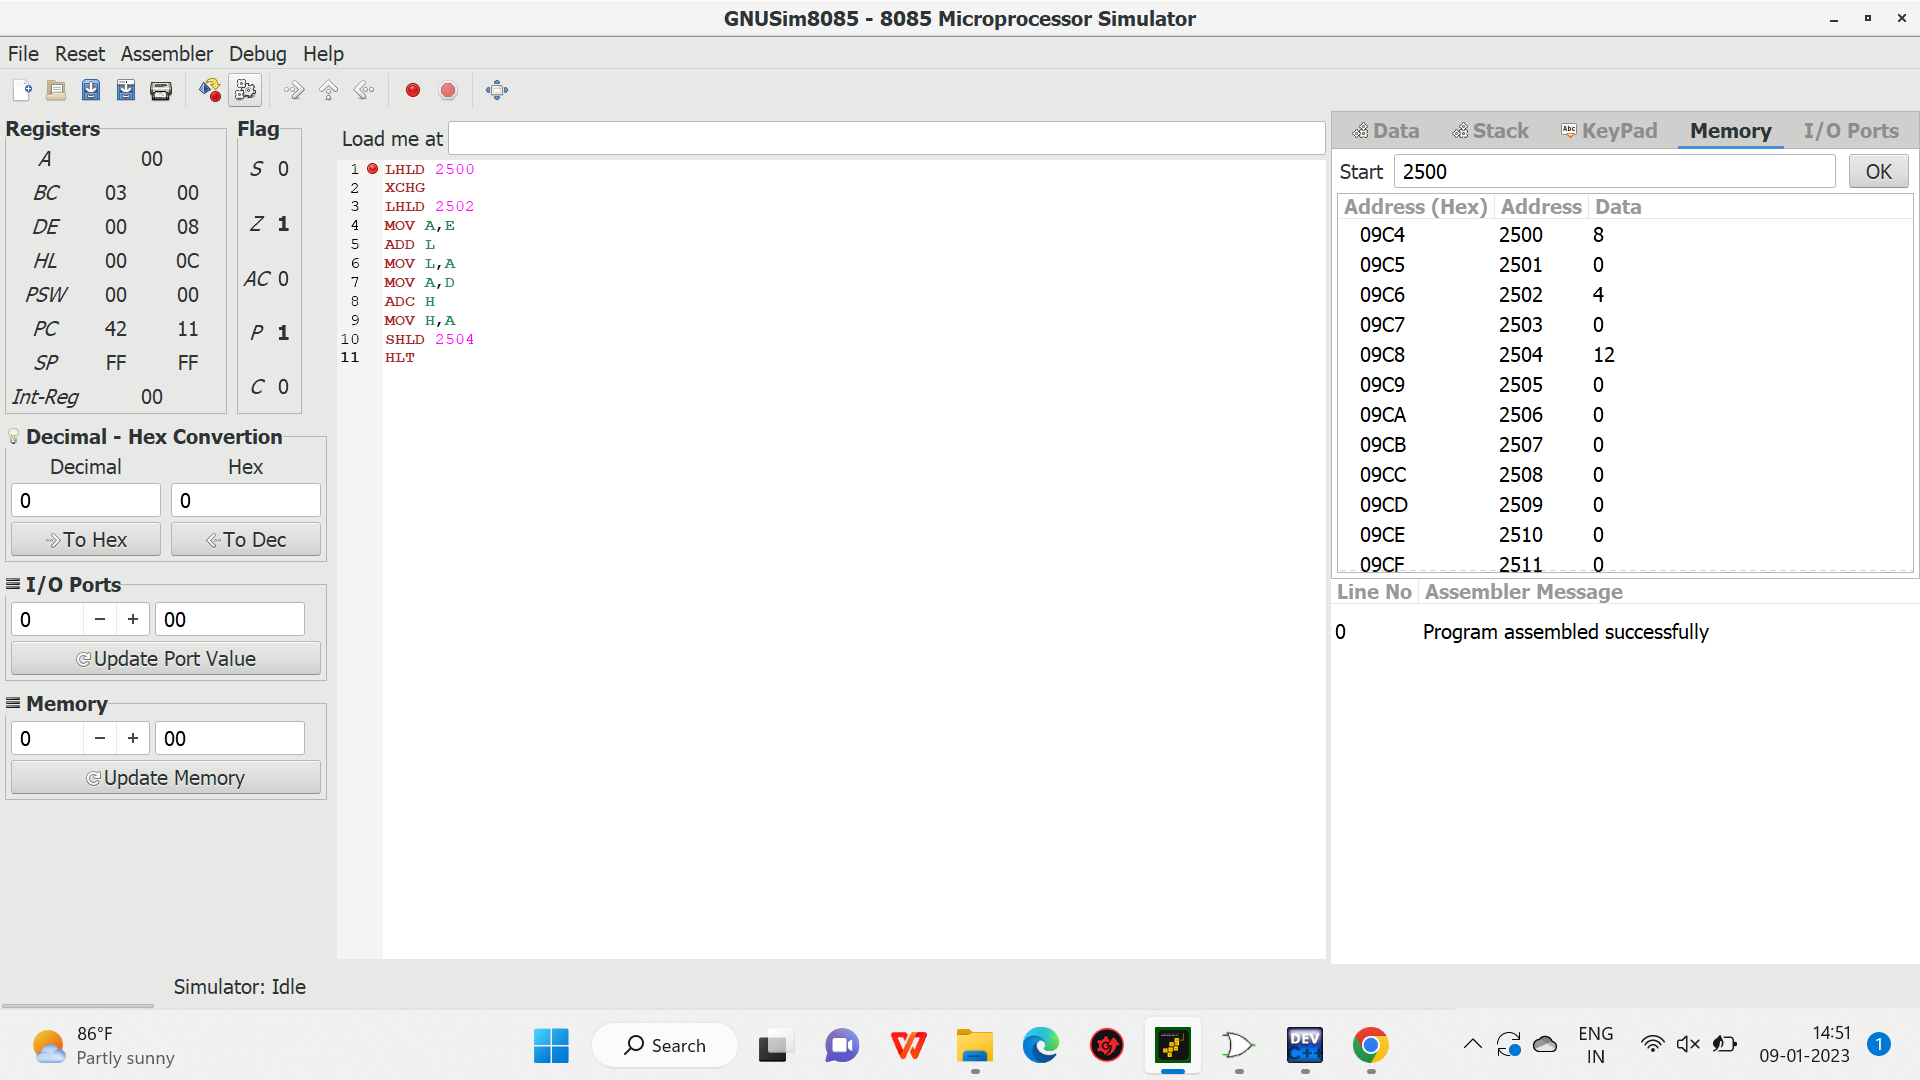 GNUSim8085 - 8085 Microprocessor Simulator
File Reset Assembler Debug Help
Registers
A 00
BC 03 00
DE 00 08
HL 00 0C
PSW 00 00
PC 42 11
SP FF FF
Int-Reg 00
Flag
S 0
Z 1
AC 0
P 1
C 0
Decimal - Hex Convertion
Decimal Hex
0 0
To Hex To Dec
I/O Ports
0 − + 00
Update Port Value
Memory
0 − + 00
Update Memory
Load me at
1 LHLD 2500
2 XCHG
3 LHLD 2502
4 MOV A,E
5 ADD L
6 MOV L,A
7 MOV A,D
8 ADC H
9 MOV H,A
10 SHLD 2504
11 HLT
Data Stack Abc KeyPad Memory I/O Ports
Start 2500 OK
Address (Hex) Address Data
09C4 2500 8
09C5 2501 0
09C6 2502 4
09C7 2503 0
09C8 2504 12
09C9 2505 0
09CA 2506 0
09CB 2507 0
09CC 2508 0
09CD 2509 0
09CE 2510 0
09CF 2511 0
Line No Assembler Message
0 Program assembled successfully
Simulator: Idle
86°F
Partly sunny
Search
W
DEV
C++
ENG
IN
14:51
09-01-2023
1